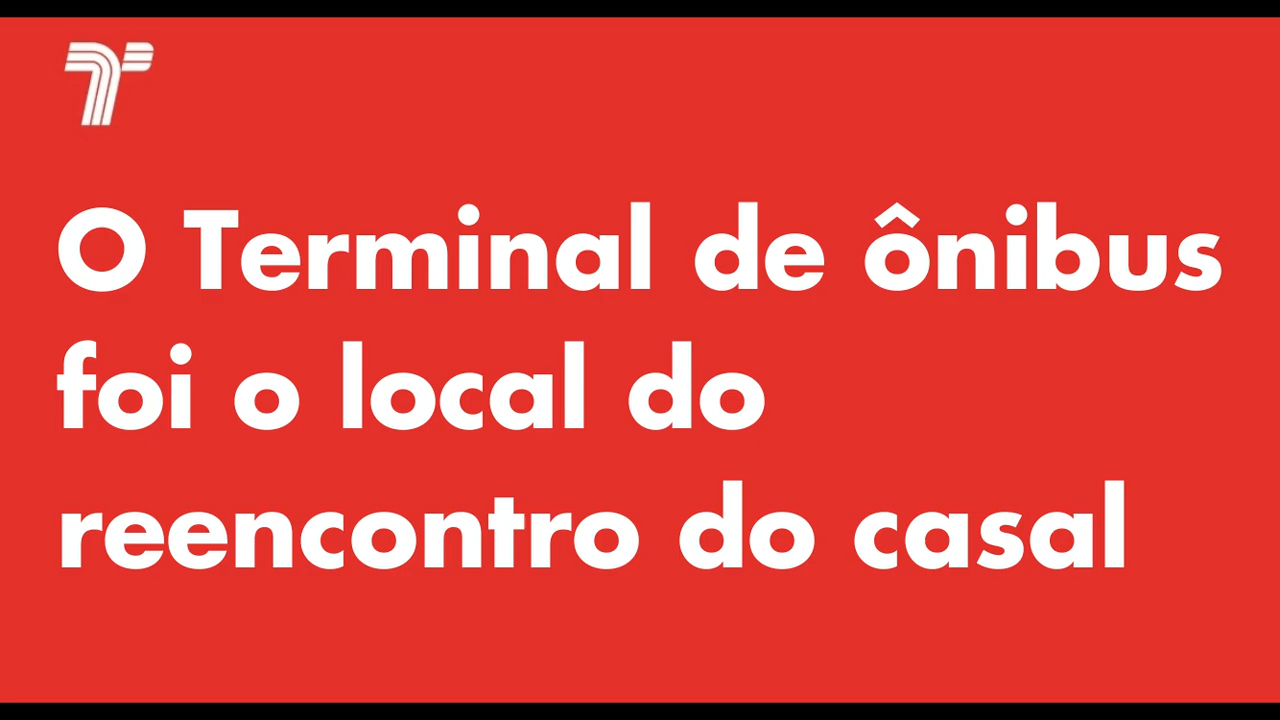 O Terminal de ônibus
foi o local do
reencontro do casal